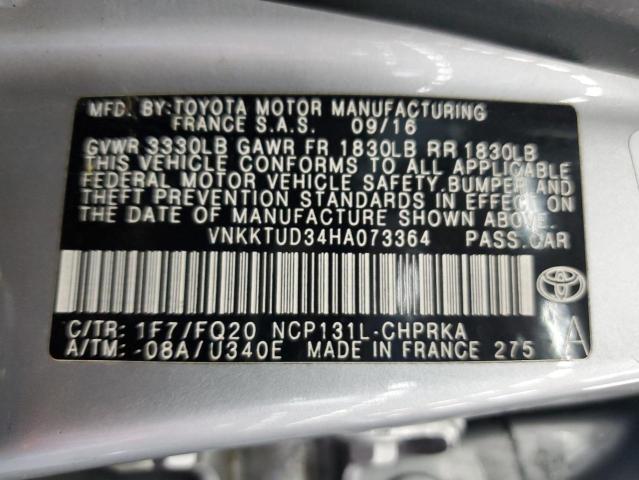 MFD. BY: TOYOTA MOTOR MANUFACTURING
FRANCE S.A.S. 09/16
GVWR 3330LB GAWR FR 1830LB RR 1830LB
THIS VEHICLE CONFORMS TO ALL APPLICABLE
FEDERAL MOTOR VEHICLE SAFETY, BUMPER AND
THEFT PREVENTION STANDARDS IN EFFECT ON
THE DATE OF MANUFACTURE SHOWN ABOVE.
VNKKTUD34HA073364 PASS.CAR
C/TR: 1F7/FQ20 NCP131L-CHPRKA
A/TM: -08A/U340E MADE IN FRANCE 275
A